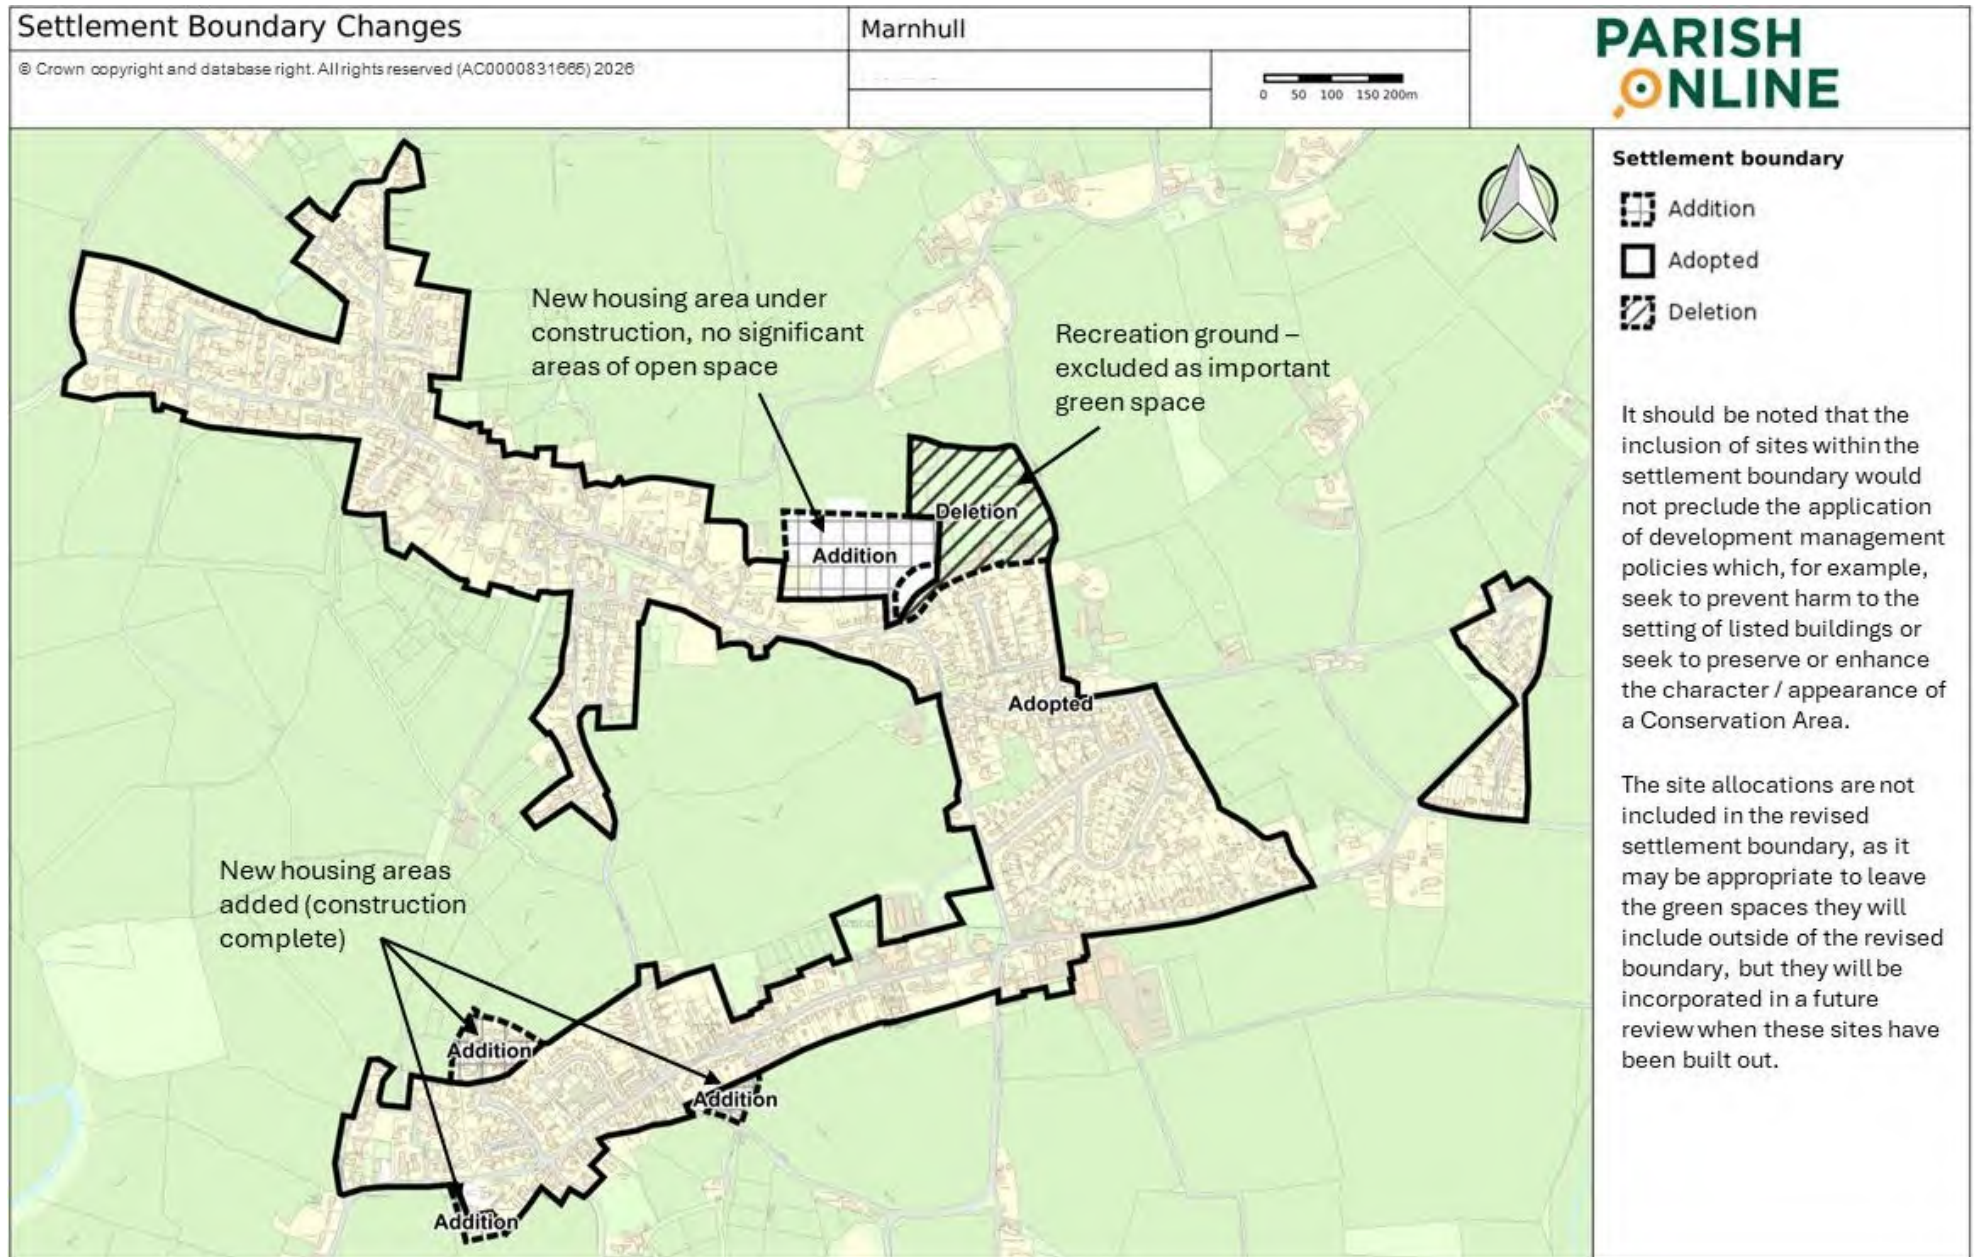 Settlement Boundary Changes
Marnhull
© Crown copyright and database right. All rights reserved (AC0000831665) 2026
0 50 100 150 200m
PARISH
ONLINE
Settlement boundary
Addition
Adopted
Deletion
It should be noted that the
inclusion of sites within the
settlement boundary would
not preclude the application
of development management
policies which, for example,
seek to prevent harm to the
setting of listed buildings or
seek to preserve or enhance
the character / appearance of
a Conservation Area.
The site allocations are not
included in the revised
settlement boundary, as it
may be appropriate to leave
the green spaces they will
include outside of the revised
boundary, but they will be
incorporated in a future
review when these sites have
been built out.
New housing area under
construction, no significant
areas of open space
Recreation ground –
excluded as important
green space
Deletion
Addition
Adopted
New housing areas
added (construction
complete)
Addition
Addition
Addition